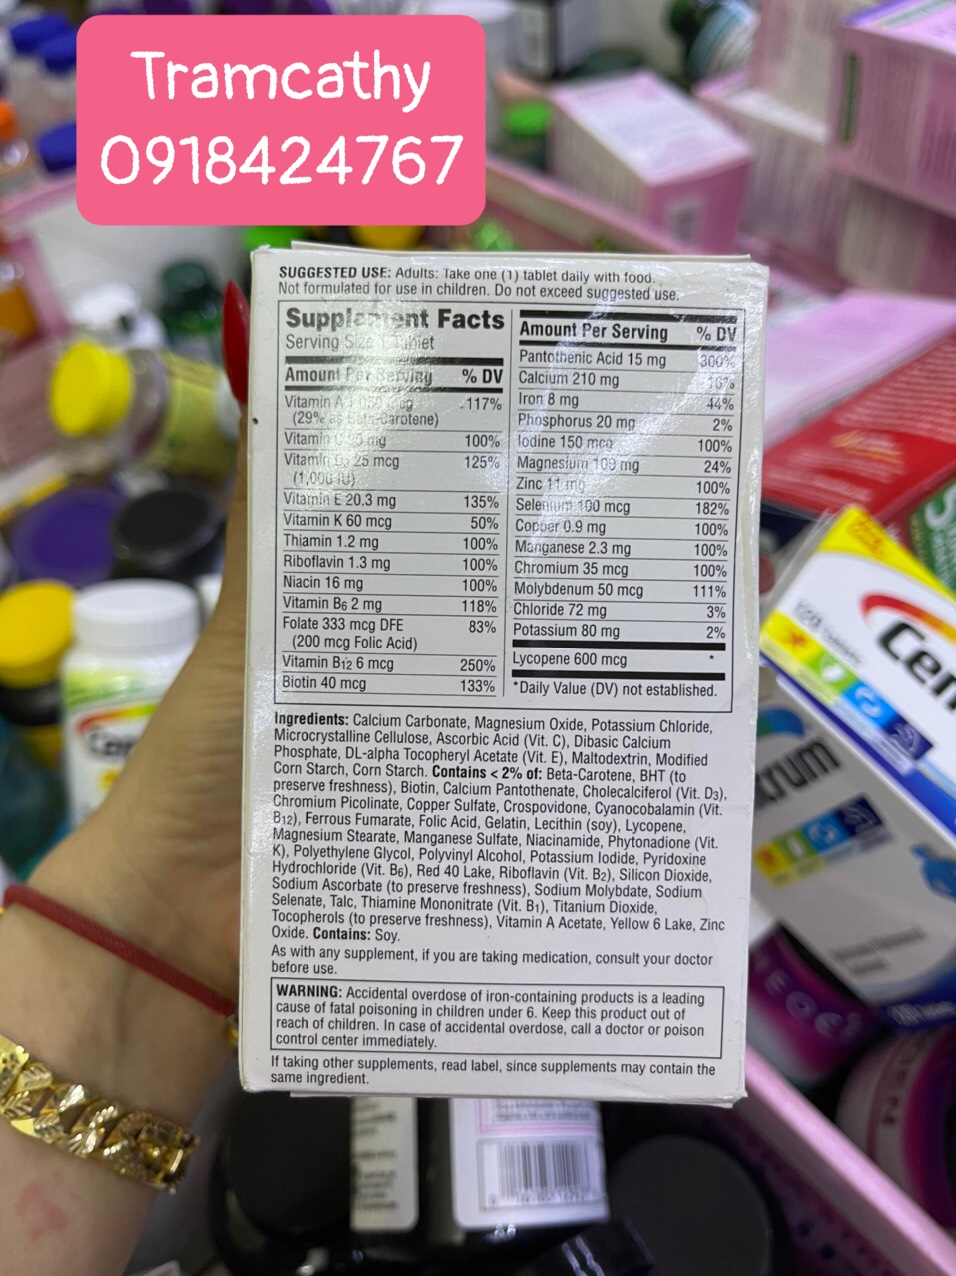 Tramcathy
0918424767
SUGGESTED USE: Adults: Take one (1) tablet daily with food.
Not formulated for use in children. Do not exceed suggested use.
Supplement Facts
Serving Size 1 Tablet
Amount Per Serving % DV
Vitamin A 117%
(29% as Beta-Carotene)
Vitamin C mg 100%
Vitamin D3 25 mcg 125%
(1,000 IU)
Vitamin E 20.3 mg 135%
Vitamin K 60 mcg 50%
Thiamin 1.2 mg 100%
Riboflavin 1.3 mg 100%
Niacin 16 mg 100%
Vitamin B6 2 mg 118%
Folate 333 mcg DFE 83%
(200 mcg Folic Acid)
Vitamin B12 6 mcg 250%
Biotin 40 mcg 133%
Amount Per Serving % DV
Pantothenic Acid 15 mg 300%
Calcium 210 mg 16%
Iron 8 mg 44%
Phosphorus 20 mg 2%
Iodine 150 mcg 100%
Magnesium 100 mg 24%
Zinc 11 mg 100%
Selenium 100 mcg 182%
Copper 0.9 mg 100%
Manganese 2.3 mg 100%
Chromium 35 mcg 100%
Molybdenum 50 mcg 111%
Chloride 72 mg 3%
Potassium 80 mg 2%
Lycopene 600 mcg *
*Daily Value (DV) not established.
Ingredients: Calcium Carbonate, Magnesium Oxide, Potassium Chloride,
Microcrystalline Cellulose, Ascorbic Acid (Vit. C), Dibasic Calcium
Phosphate, DL-alpha Tocopheryl Acetate (Vit. E), Maltodextrin, Modified
Corn Starch, Corn Starch. Contains < 2% of: Beta-Carotene, BHT (to
preserve freshness), Biotin, Calcium Pantothenate, Cholecalciferol (Vit. D3),
Chromium Picolinate, Copper Sulfate, Crospovidone, Cyanocobalamin (Vit.
B12), Ferrous Fumarate, Folic Acid, Gelatin, Lecithin (soy), Lycopene,
Magnesium Stearate, Manganese Sulfate, Niacinamide, Phytonadione (Vit.
K), Polyethylene Glycol, Polyvinyl Alcohol, Potassium Iodide, Pyridoxine
Hydrochloride (Vit. B6), Red 40 Lake, Riboflavin (Vit. B2), Silicon Dioxide,
Sodium Ascorbate (to preserve freshness), Sodium Molybdate, Sodium
Selenate, Talc, Thiamine Mononitrate (Vit. B1), Titanium Dioxide,
Tocopherols (to preserve freshness), Vitamin A Acetate, Yellow 6 Lake, Zinc
Oxide. Contains: Soy.
As with any supplement, if you are taking medication, consult your doctor
before use.
WARNING: Accidental overdose of iron-containing products is a leading
cause of fatal poisoning in children under 6. Keep this product out of
reach of children. In case of accidental overdose, call a doctor or poison
control center immediately.
If taking other supplements, read label, since supplements may contain the
same ingredient.
Cen
trum